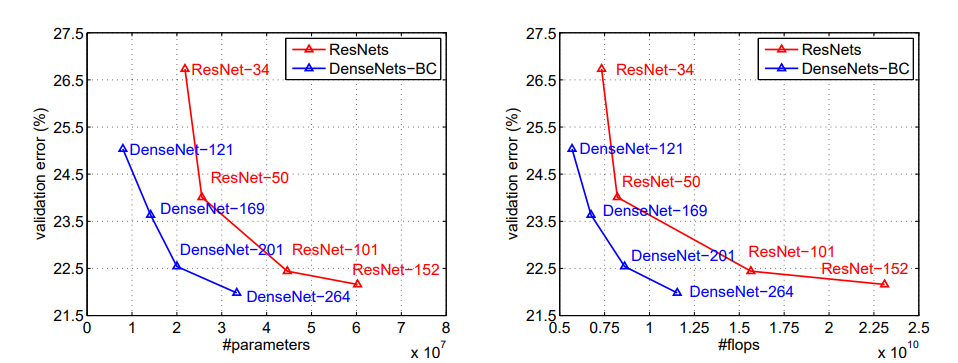 27.5
26.5
25.5
24.5
23.5
22.5
21.5
validation error (%)
ResNets
DenseNets−BC
ResNet−34
DenseNet−121
ResNet−50
DenseNet−169
DenseNet−201
ResNet−101
ResNet−152
DenseNet−264
0 1 2 3 4 5 6 7 8
#parameters
x 10^7
27.5
26.5
25.5
24.5
23.5
22.5
21.5
validation error (%)
ResNets
DenseNets−BC
ResNet−34
DenseNet−121
ResNet−50
DenseNet−169
DenseNet−201
ResNet−101
ResNet−152
DenseNet−264
0.5 0.75 1 1.25 1.5 1.75 2 2.25 2.5
#flops
x 10^10